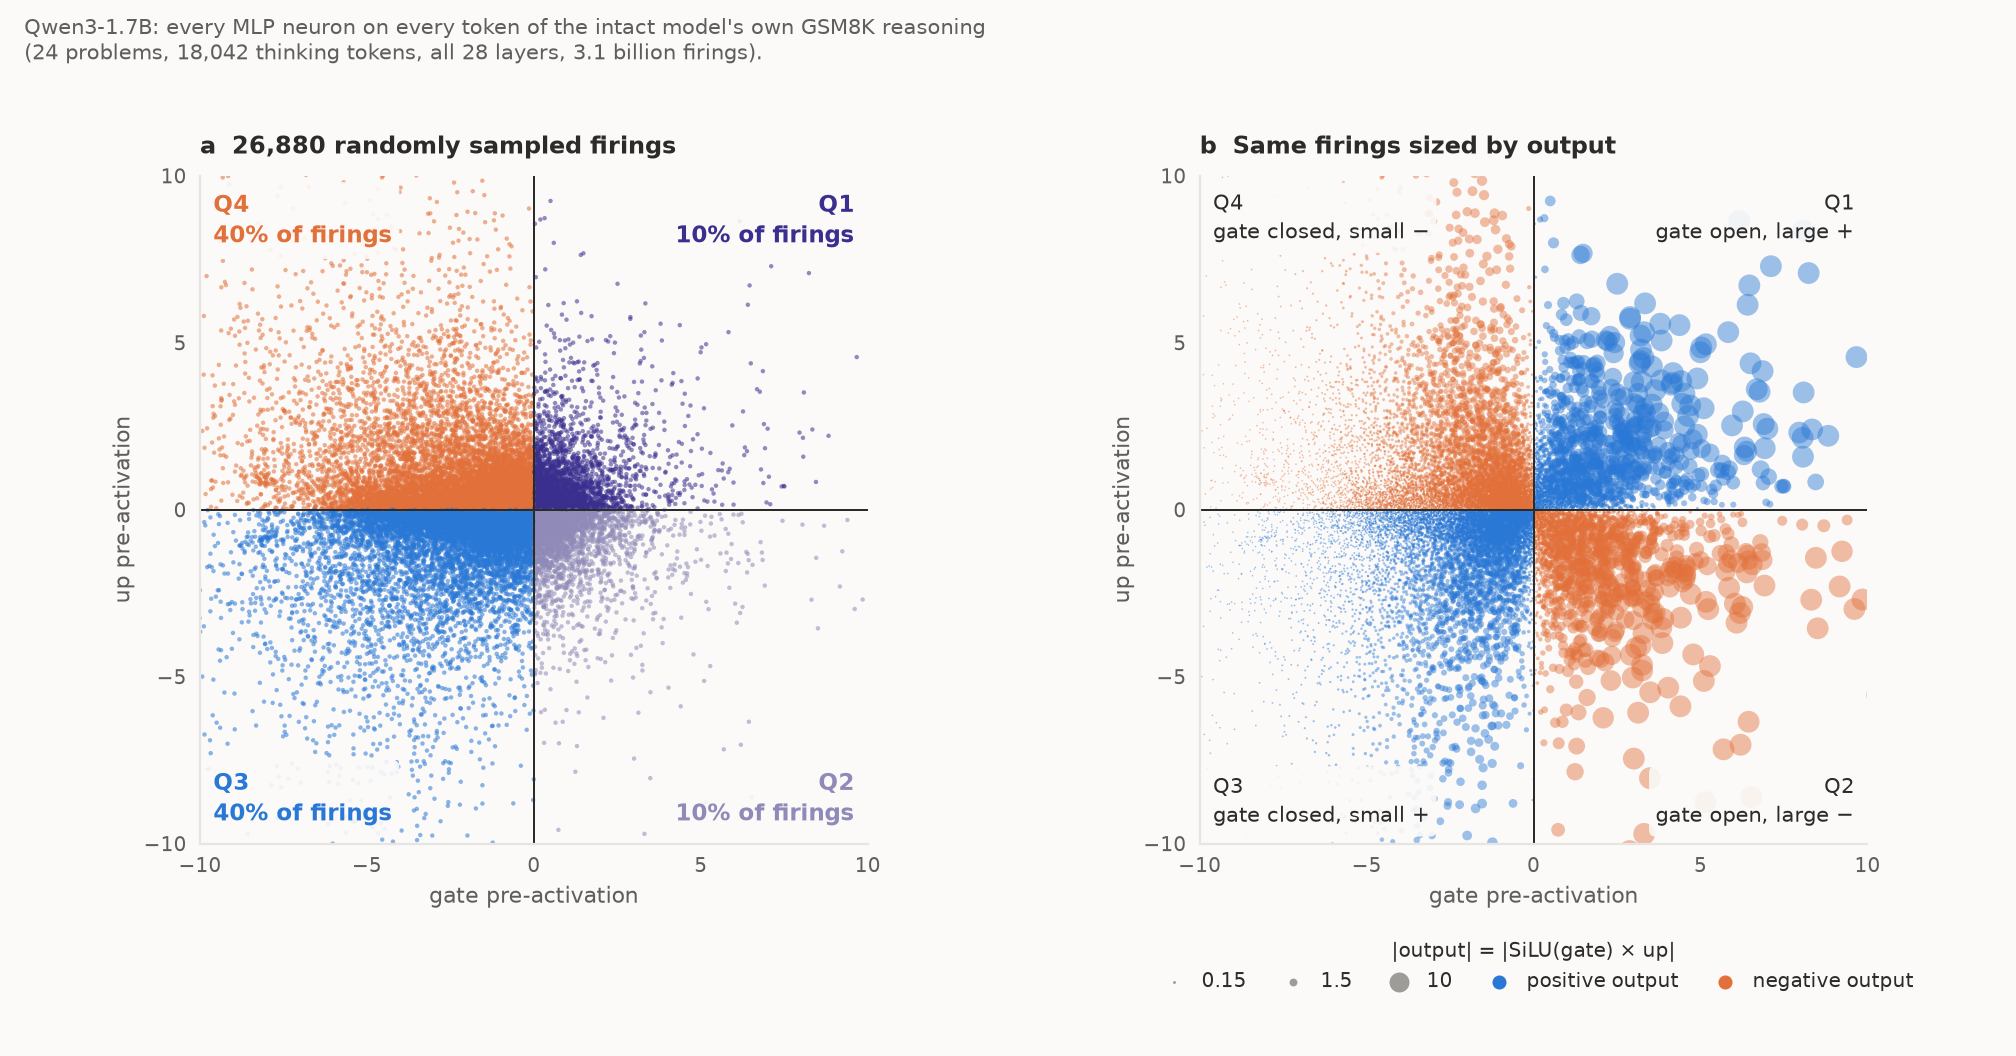 Qwen3-1.7B: every MLP neuron on every token of the intact model's own GSM8K reasoning
(24 problems, 18,042 thinking tokens, all 28 layers, 3.1 billion firings).
a  26,880 randomly sampled firings
10
5
0
−5
−10
up pre-activation
Q4
40% of firings
Q1
10% of firings
Q3
40% of firings
Q2
10% of firings
−10
−5
0
5
10
gate pre-activation
b  Same firings sized by output
10
5
0
−5
−10
up pre-activation
Q4
gate closed, small −
Q1
gate open, large +
Q3
gate closed, small +
Q2
gate open, large −
−10
−5
0
5
10
gate pre-activation
|output| = |SiLU(gate) × up|
0.15 1.5 10 positive output negative output